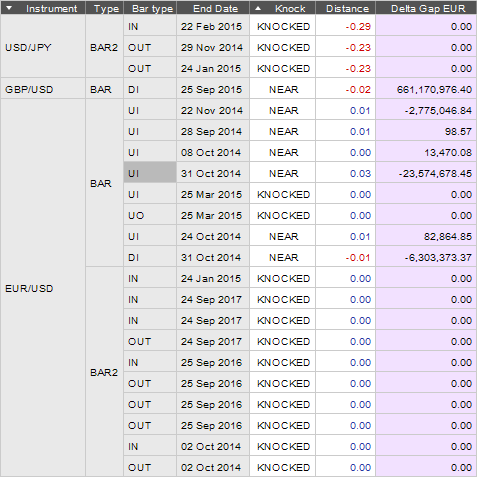 Instrument Type Bar type End Date Knock Distance Delta Gap EUR
USD/JPY BAR2 IN 22 Feb 2015 KNOCKED -0.29 0.00
OUT 29 Nov 2014 KNOCKED -0.23 0.00
OUT 24 Jan 2015 KNOCKED -0.23 0.00
GBP/USD BAR DI 25 Sep 2015 NEAR -0.02 661,170,976.40
EUR/USD BAR UI 22 Nov 2014 NEAR 0.01 -2,775,046.84
UI 28 Sep 2014 NEAR 0.01 98.57
UI 08 Oct 2014 NEAR 0.00 13,470.08
UI 31 Oct 2014 NEAR 0.03 -23,574,678.45
UI 25 Mar 2015 KNOCKED 0.00 0.00
UO 25 Mar 2015 KNOCKED 0.00 0.00
UI 24 Oct 2014 NEAR 0.01 82,864.85
DI 31 Oct 2014 NEAR -0.01 -6,303,373.37
BAR2 IN 24 Jan 2015 KNOCKED 0.00 0.00
IN 24 Sep 2017 KNOCKED 0.00 0.00
IN 24 Sep 2017 KNOCKED 0.00 0.00
OUT 24 Sep 2017 KNOCKED 0.00 0.00
IN 25 Sep 2016 KNOCKED 0.00 0.00
OUT 25 Sep 2016 KNOCKED 0.00 0.00
OUT 25 Sep 2016 KNOCKED 0.00 0.00
OUT 25 Sep 2016 KNOCKED 0.00 0.00
IN 02 Oct 2014 KNOCKED 0.00 0.00
OUT 02 Oct 2014 KNOCKED 0.00 0.00